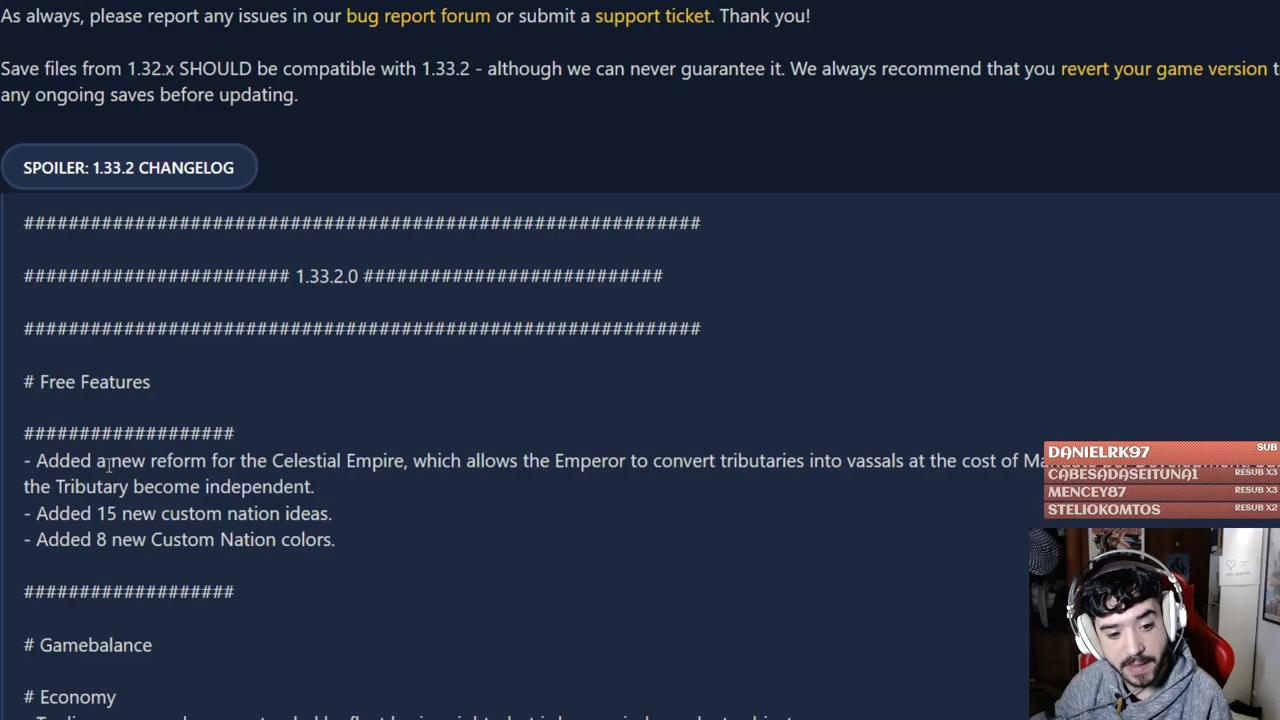 As always, please report any issues in our bug report forum or submit a support ticket. Thank you!
Save files from 1.32.x SHOULD be compatible with 1.33.2 - although we can never guarantee it. We always recommend that you revert your game version
any ongoing saves before updating.
SPOILER: 1.33.2 CHANGELOG
#########################################################
####################### 1.33.2.0 ##########################
#########################################################
# Free Features
###################
- Added a new reform for the Celestial Empire, which allows the Emperor to convert tributaries into vassals at the cost of
the Tributary become independent.
- Added 15 new custom nation ideas.
- Added 8 new Custom Nation colors.
###################
# Gamebalance
# Economy
DANIELRK97 SUB
CABESADASEITUNA1 RESUB X3
MENCEY87 RESUB X3
STELIOKOMTOS RESUB X2